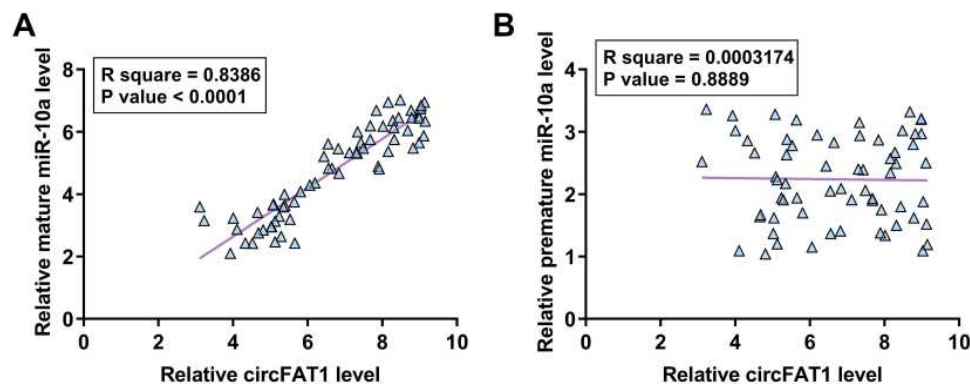 A
R square = 0.8386
P value < 0.0001
Relative mature miR-10a level
8
6
4
2
0
0 2 4 6 8 10
Relative circFAT1 level
B
R square = 0.0003174
P value = 0.8889
Relative premature miR-10a level
4
3
2
1
0
0 2 4 6 8 10
Relative circFAT1 level